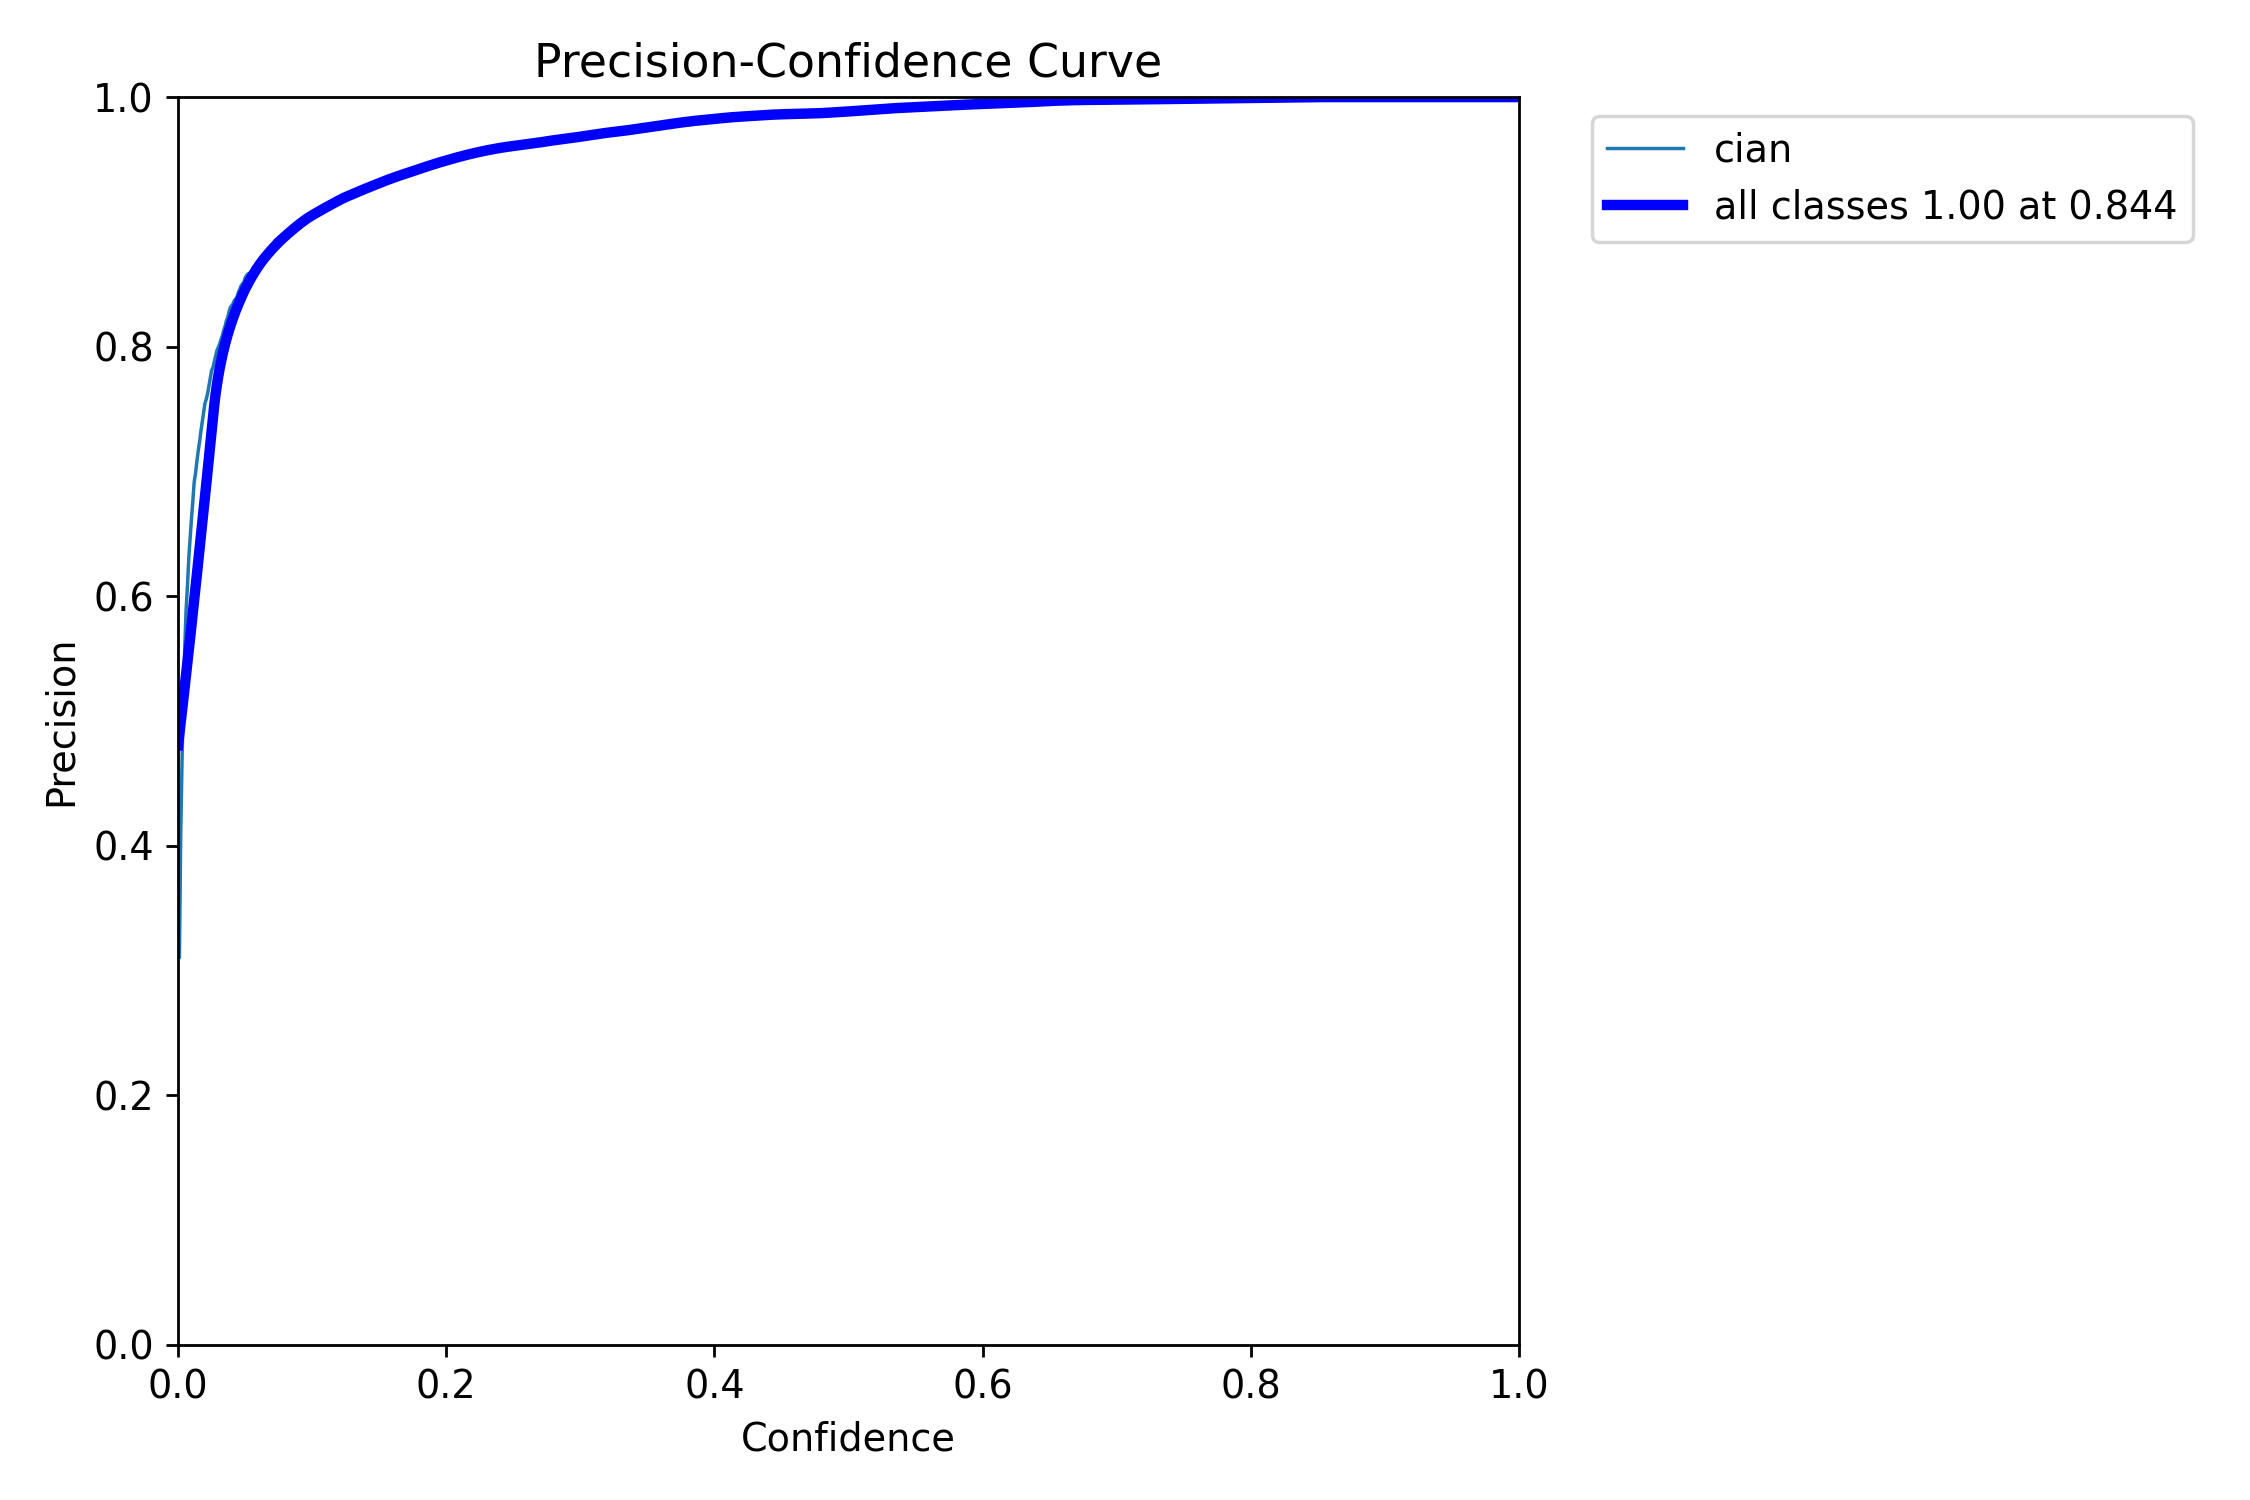 Precision-Confidence Curve
cian
all classes 1.00 at 0.844
1.0
0.8
0.6
0.4
0.2
0.0
Precision
0.0 0.2 0.4 0.6 0.8 1.0
Confidence